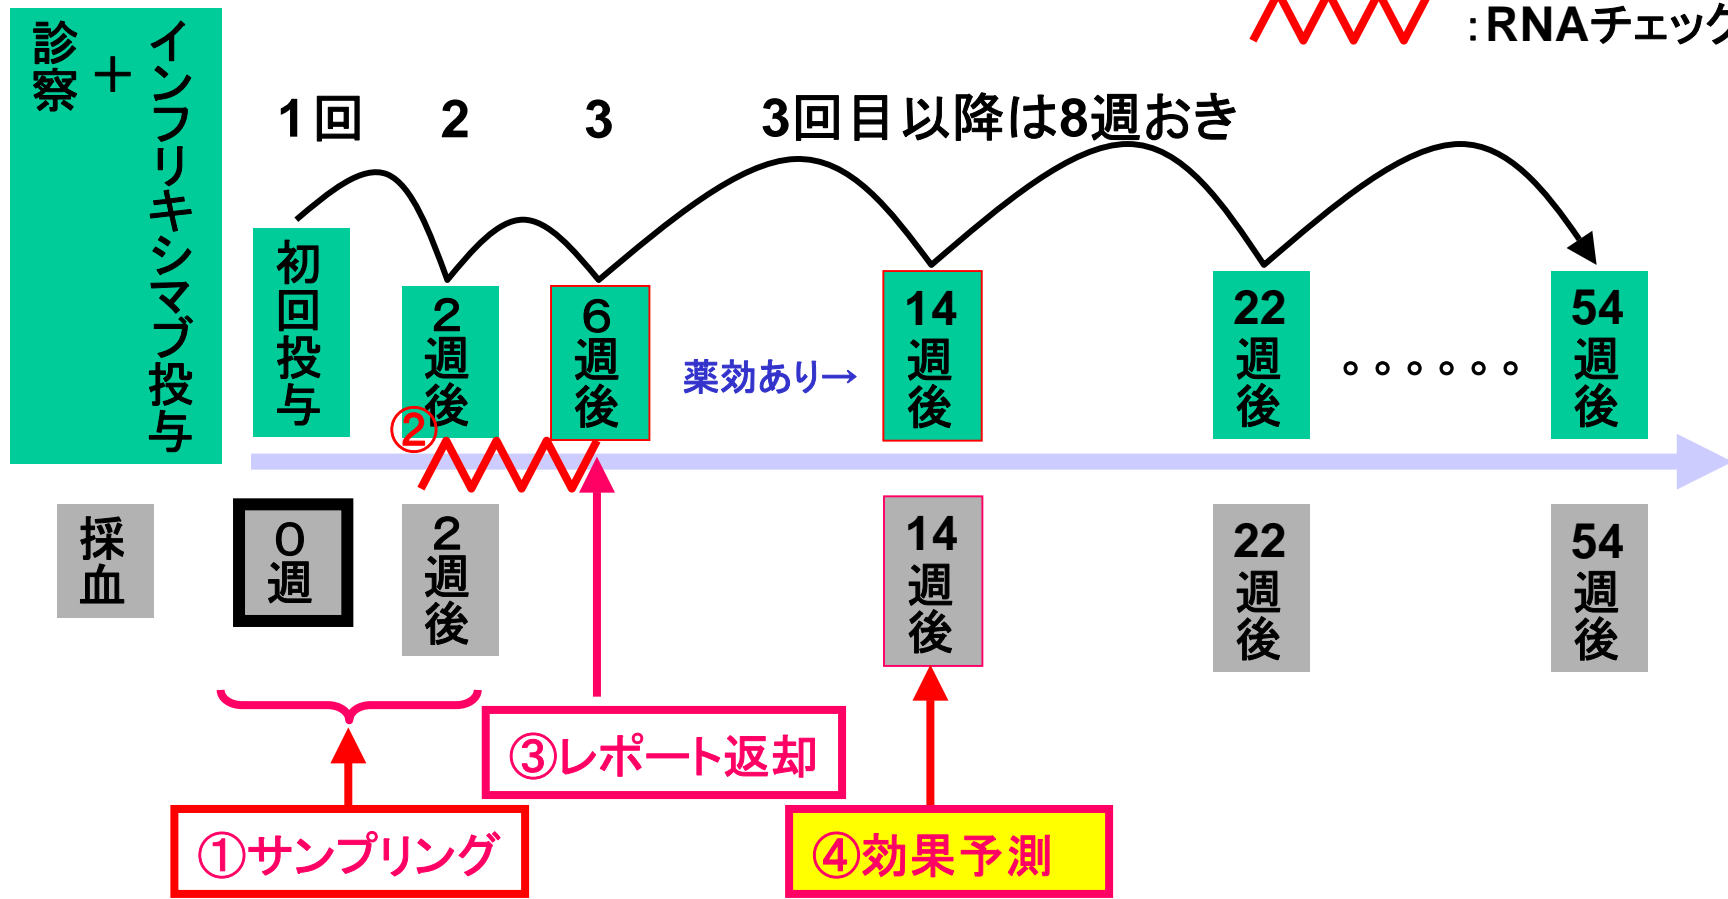 診察
+
インフリキシマブ投与
:RNAチェック
1回
2
3
3回目以降は8週おき
初回投与
2週後
6週後
薬効あり→
14週後
22週後
54週後
②
採血
0週
2週後
14週後
22週後
54週後
③レポート返却
①サンプリング
④効果予測